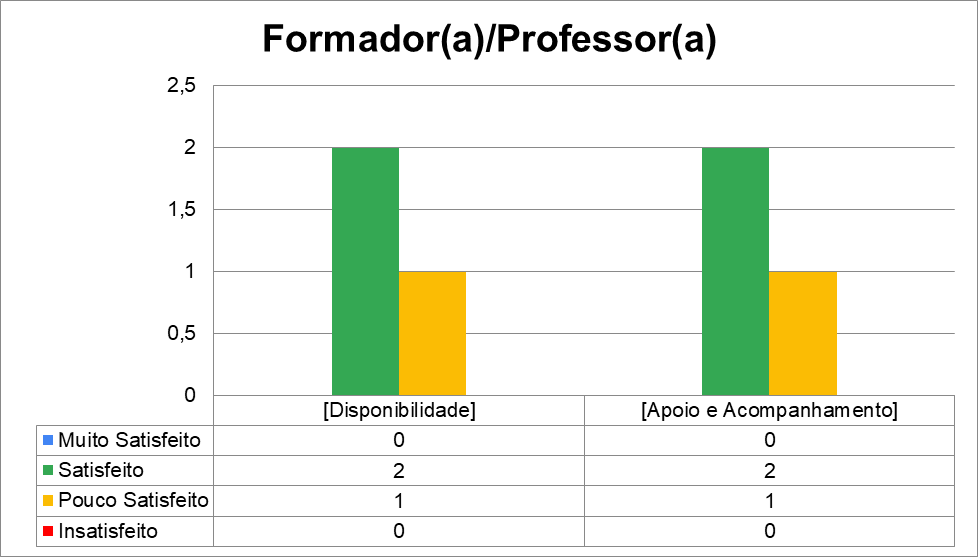 Formador(a)/Professor(a)
2,5
2
1,5
1
0,5
0
[Disponibilidade] [Apoio e Acompanhamento]
Muito Satisfeito 0 0
Satisfeito 2 2
Pouco Satisfeito 1 1
Insatisfeito 0 0